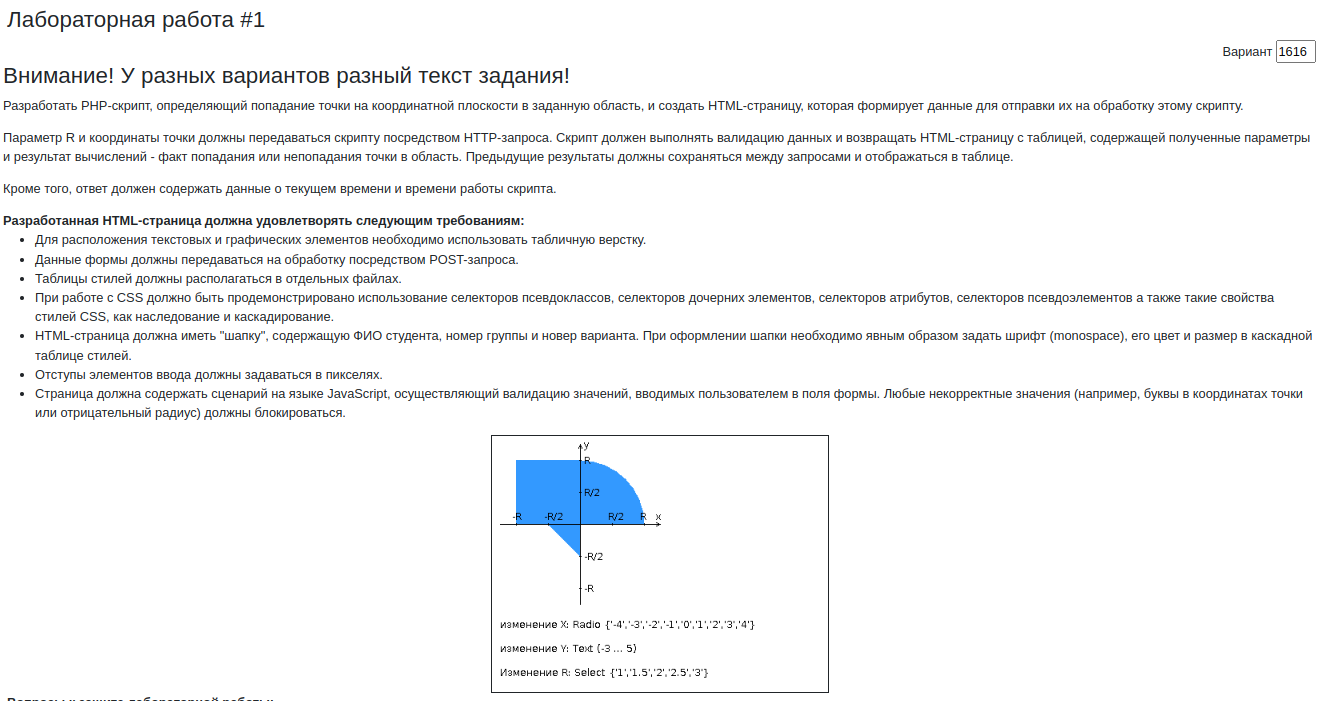 Лабораторная работа #1
Вариант 1616
Внимание! У разных вариантов разный текст задания!
Разработать PHP-скрипт, определяющий попадание точки на координатной плоскости в заданную область, и создать HTML-страницу, которая формирует данные для отправки их на обработку этому скрипту.
Параметр R и координаты точки должны передаваться скрипту посредством HTTP-запроса. Скрипт должен выполнять валидацию данных и возвращать HTML-страницу с таблицей, содержащей полученные параметры
и результат вычислений - факт попадания или непопадания точки в область. Предыдущие результаты должны сохраняться между запросами и отображаться в таблице.
Кроме того, ответ должен содержать данные о текущем времени и времени работы скрипта.
Разработанная HTML-страница должна удовлетворять следующим требованиям:
• Для расположения текстовых и графических элементов необходимо использовать табличную верстку.
• Данные формы должны передаваться на обработку посредством POST-запроса.
• Таблицы стилей должны располагаться в отдельных файлах.
• При работе с CSS должно быть продемонстрировано использование селекторов псевдоклассов, селекторов дочерних элементов, селекторов атрибутов, селекторов псевдоэлементов а также такие свойства
стилей CSS, как наследование и каскадирование.
• HTML-страница должна иметь "шапку", содержащую ФИО студента, номер группы и новер варианта. При оформлении шапки необходимо явным образом задать шрифт (monospace), его цвет и размер в каскадной
таблице стилей.
• Отступы элементов ввода должны задаваться в пикселях.
• Страница должна содержать сценарий на языке JavaScript, осуществляющий валидацию значений, вводимых пользователем в поля формы. Любые некорректные значения (например, буквы в координатах точки
или отрицательный радиус) должны блокироваться.
y
R
R/2
-R -R/2 R/2 R x
-R/2
-R
изменение X: Radio {'-4','-3','-2','-1','0','1','2','3','4'}
изменение Y: Text (-3 ... 5)
Изменение R: Select {'1','1.5','2','2.5','3'}